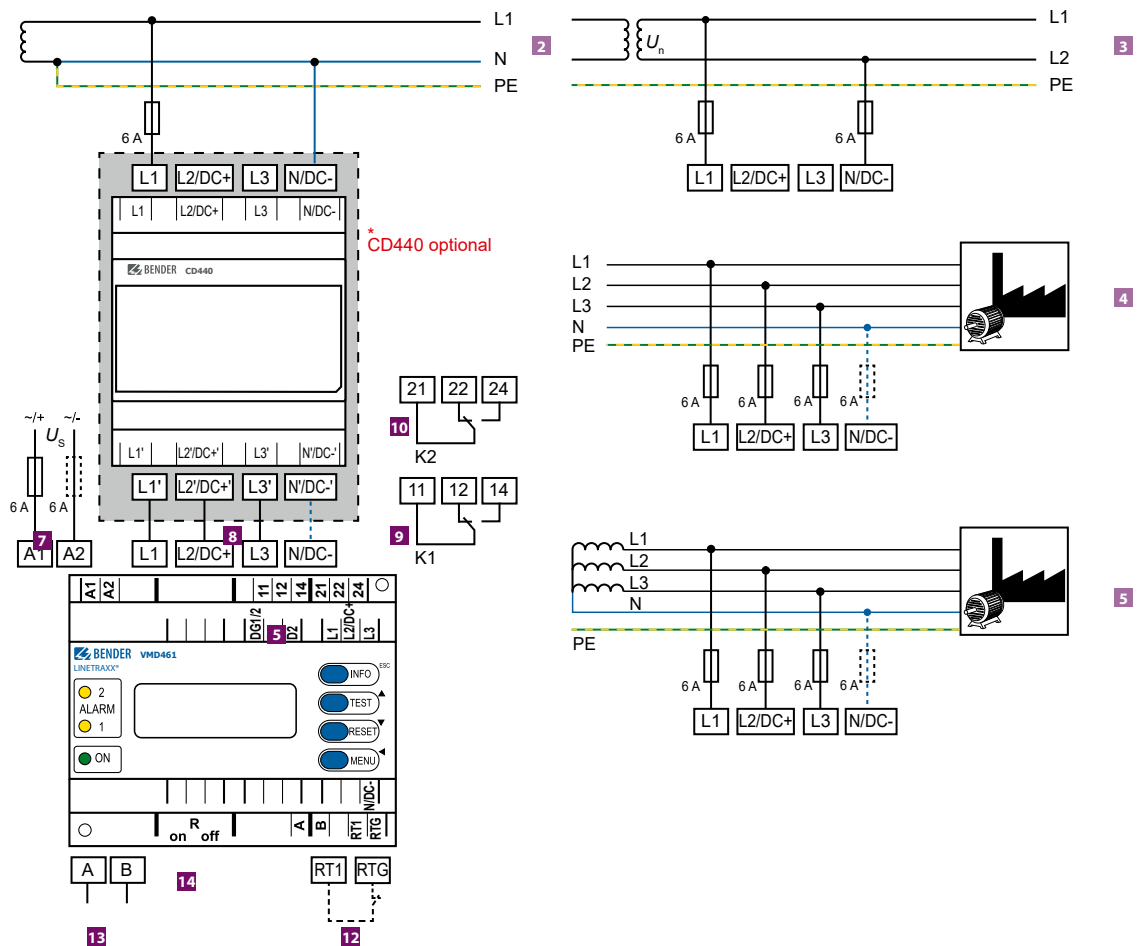 L1
N
PE
2
6 A
L1 L2/DC+ L3 N/DC-
L1 L2/DC+ L3 N/DC-
BENDER CD440
*
CD440 optional
L1' L2'/DC+' L3' N'/DC-'
L1' L2'/DC+' L3' N'/DC-'
~/+ ~/-
US
6 A 6 A
7
A1 A2
8
L1 L2/DC+ L3 N/DC-
21 22 24
10
K2
11 12 14
9
K1
A1 A2 11 12 14 21 22 24
DG1/2 5 D2 L1 L2/DC+ L3
BENDER VMD461
LINETRAXX®
2
ALARM
1
ON
INFO ESC
TEST
RESET
MENU
N/DC-
R
on off
A B RT1 RTG
A B
14
RT1 RTG
13
12
Un
L1
L2
PE
3
6 A 6 A
L1 L2/DC+ L3 N/DC-
L1
L2
L3
N
PE
4
6 A 6 A 6 A 6 A
L1 L2/DC+ L3 N/DC-
L1
L2
L3
N
PE
5
6 A 6 A 6 A 6 A
L1 L2/DC+ L3 N/DC-